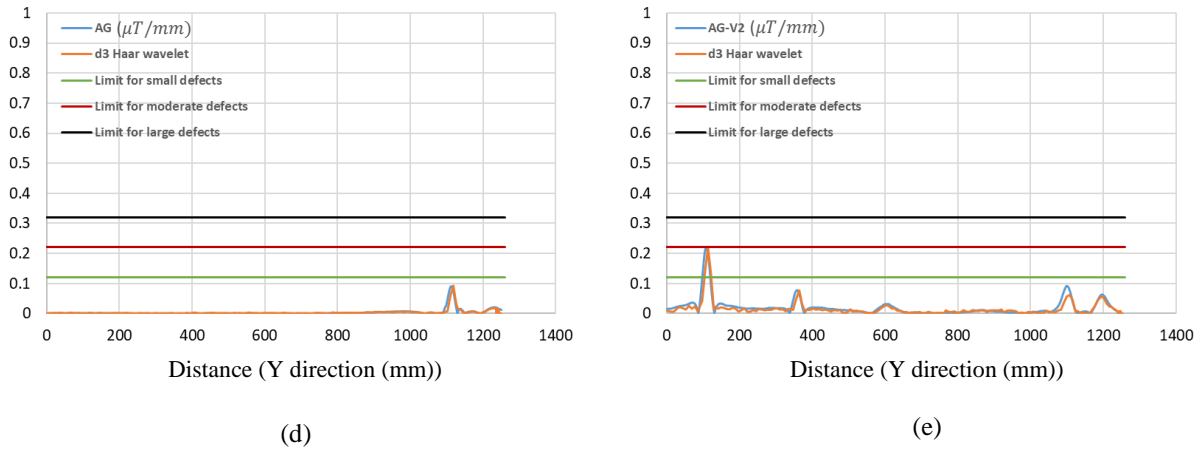 1
0.9
0.8
0.7
0.6
0.5
0.4
0.3
0.2
0.1
0
AG (μT/mm)
d3 Haar wavelet
Limit for small defects
Limit for moderate defects
Limit for large defects
0 200 400 600 800 1000 1200 1400
Distance (Y direction (mm))
(d)
1
0.9
0.8
0.7
0.6
0.5
0.4
0.3
0.2
0.1
0
AG-V2 (μT/mm)
d3 Haar wavelet
Limit for small defects
Limit for moderate defects
Limit for large defects
0 200 400 600 800 1000 1200 1400
Distance (Y direction (mm))
(e)